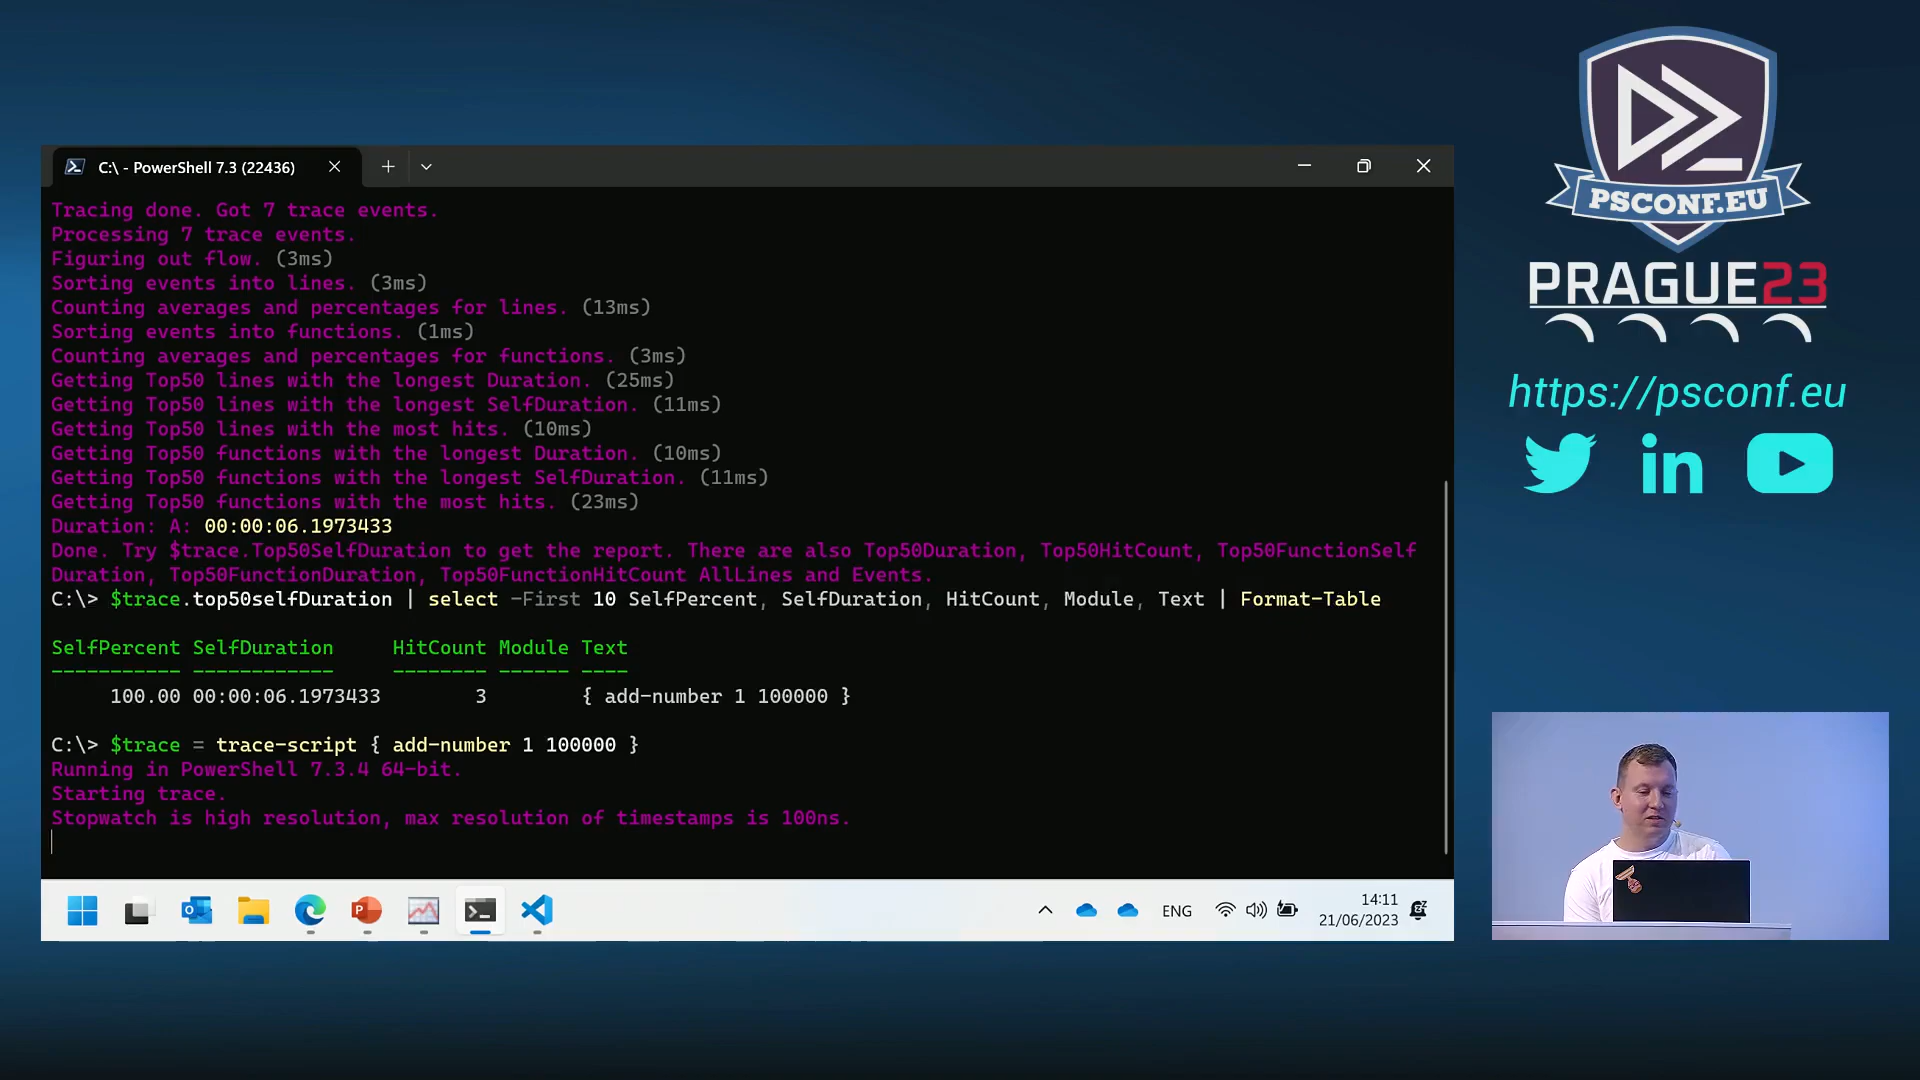 C:\ - PowerShell 7.3 (22436)
Tracing done. Got 7 trace events.
Processing 7 trace events.
Figuring out flow. (3ms)
Sorting events into lines. (3ms)
Counting averages and percentages for lines. (13ms)
Sorting events into functions. (1ms)
Counting averages and percentages for functions. (3ms)
Getting Top50 lines with the longest Duration. (25ms)
Getting Top50 lines with the longest SelfDuration. (11ms)
Getting Top50 lines with the most hits. (10ms)
Getting Top50 functions with the longest Duration. (10ms)
Getting Top50 functions with the longest SelfDuration. (11ms)
Getting Top50 functions with the most hits. (23ms)
Duration: A: 00:00:06.1973433
Done. Try $trace.Top50SelfDuration to get the report. There are also Top50Duration, Top50HitCount, Top50FunctionSelf
Duration, Top50FunctionDuration, Top50FunctionHitCount AllLines and Events.
C:\> $trace.top50selfDuration | select -First 10 SelfPercent, SelfDuration, HitCount, Module, Text | Format-Table
SelfPercent SelfDuration HitCount Module Text
----------- ------------ -------- ------ ----
100.00 00:00:06.1973433 3 { add-number 1 100000 }
C:\> $trace = trace-script { add-number 1 100000 }
Running in PowerShell 7.3.4 64-bit.
Starting trace.
Stopwatch is high resolution, max resolution of timestamps is 100ns.
ENG
14:11
21/06/2023
PSCONF.EU
PRAGUE23
https://psconf.eu
in